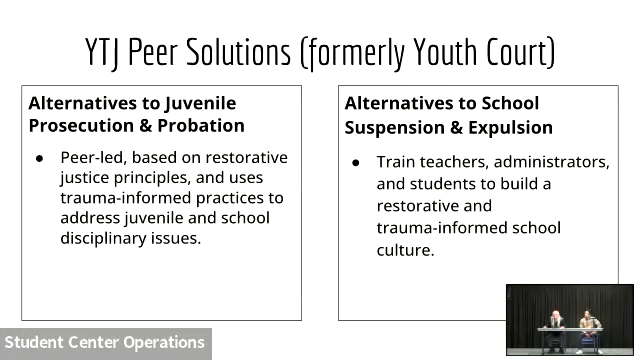 YTJ Peer Solutions (formerly Youth Court)
Alternatives to Juvenile
Prosecution & Probation
● Peer-led, based on restorative
justice principles, and uses
trauma-informed practices to
address juvenile and school
disciplinary issues.
Alternatives to School
Suspension & Expulsion
● Train teachers, administrators,
and students to build a
restorative and
trauma-informed school
culture.
Student Center Operations